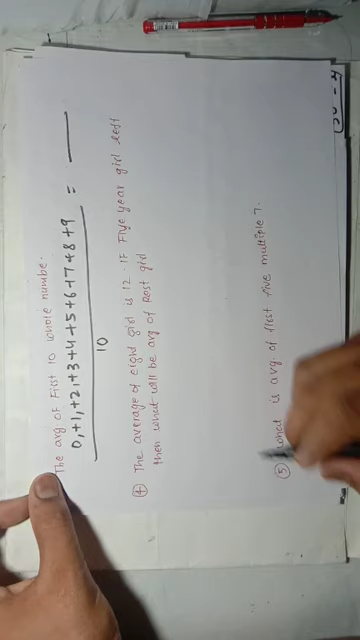 The avg of First 10 whole numbe.
0,+1,+2,+3+4+5+6+7+8+9 =
10
④ The average of eight girl is 12. IF Five year girl left
then what will be avg of Rest girl
⑤ what is avg. of first five multiple 7.